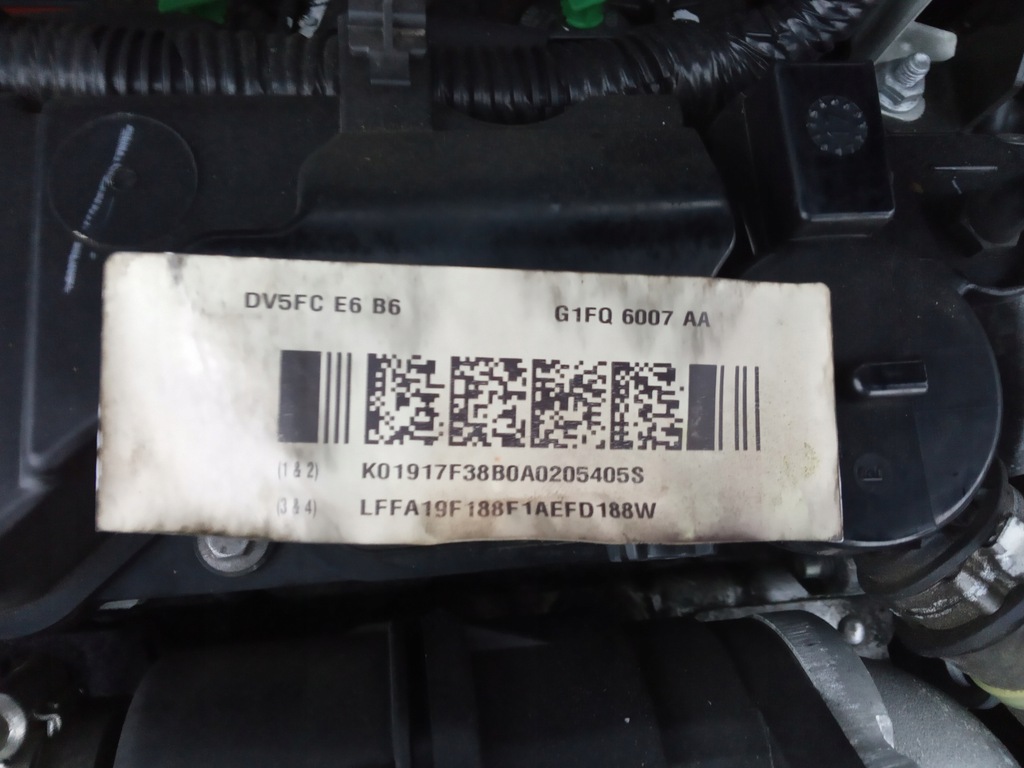 DV5FC E6 B6 G1FQ 6007 AA
(1 & 2) K01917F38B0A0205405S
(3 & 4) LFFA19F188F1AEFD188W